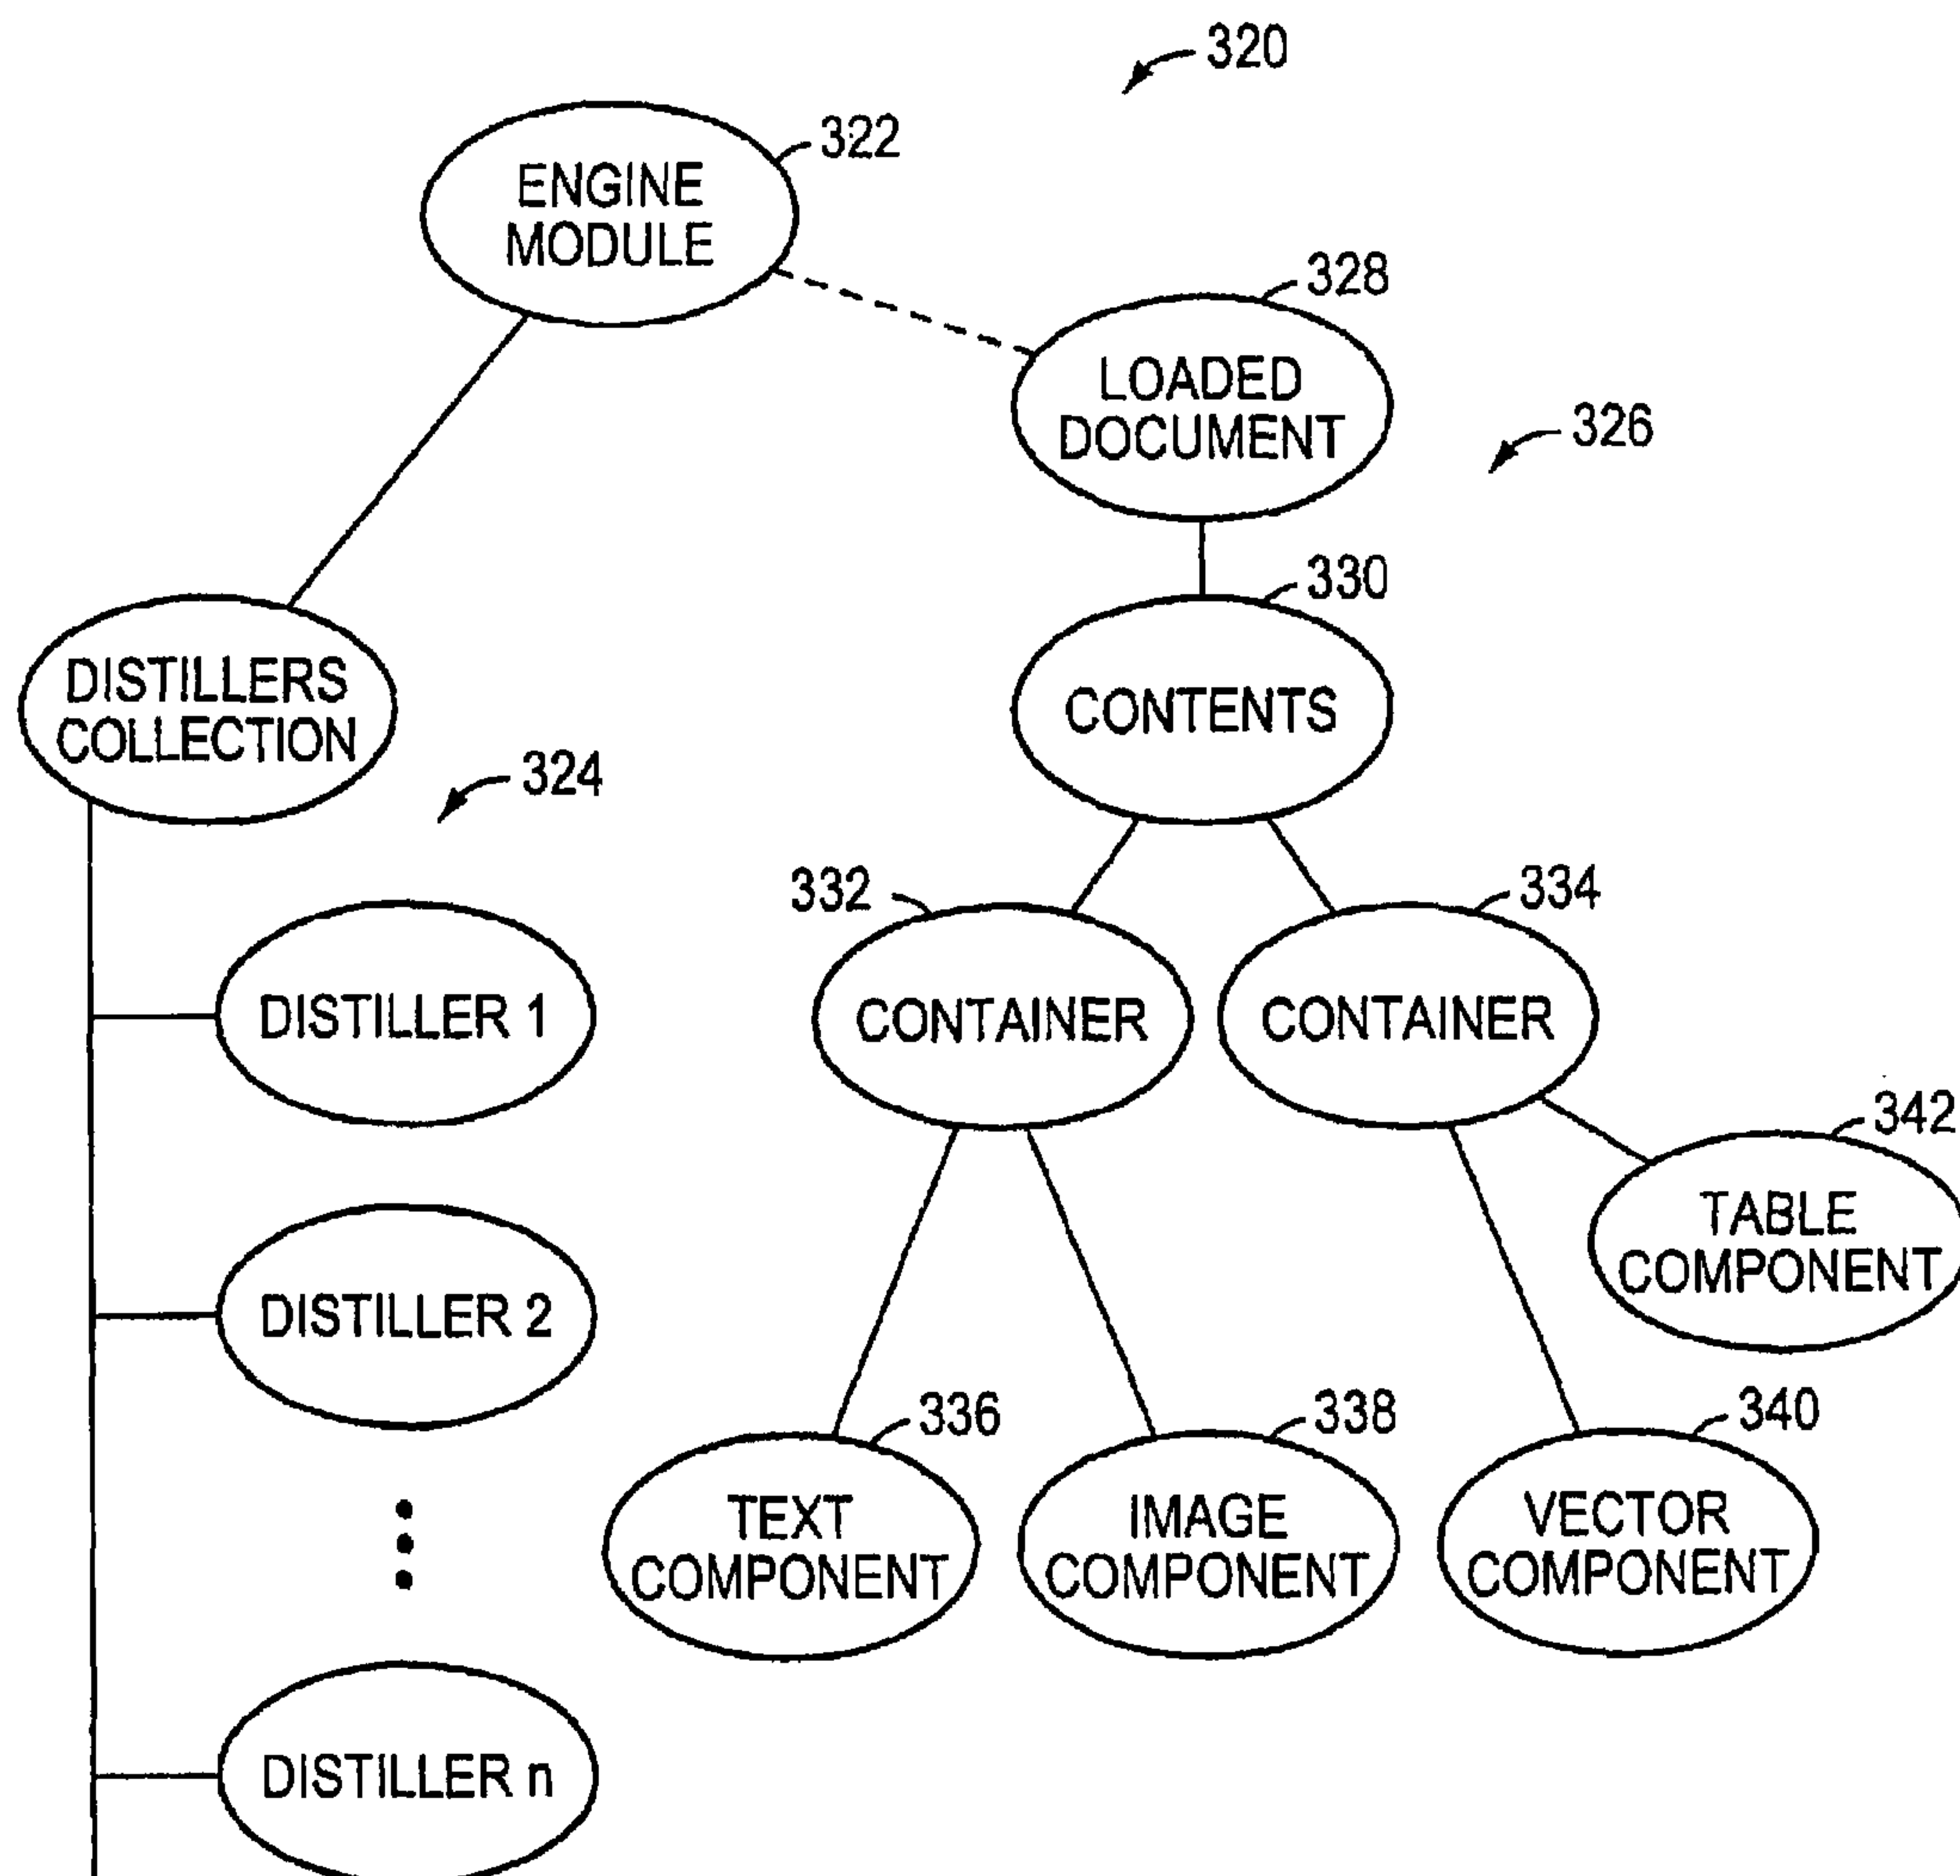 320
322
ENGINE
MODULE
328
LOADED
DOCUMENT
326
330
CONTENTS
DISTILLERS
COLLECTION
324
332
334
CONTAINER
CONTAINER
DISTILLER 1
342
TABLE
COMPONENT
DISTILLER 2
336
338
340
TEXT
COMPONENT
IMAGE
COMPONENT
VECTOR
COMPONENT
DISTILLER n